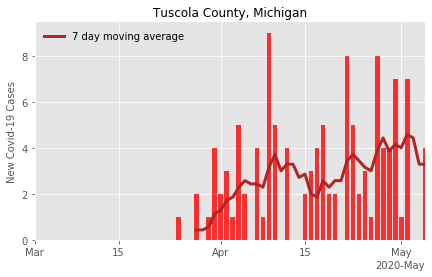 Tuscola County, Michigan
7 day moving average
New Covid-19 Cases
8
6
4
2
0
Mar 15 Apr 15 May
2020-May